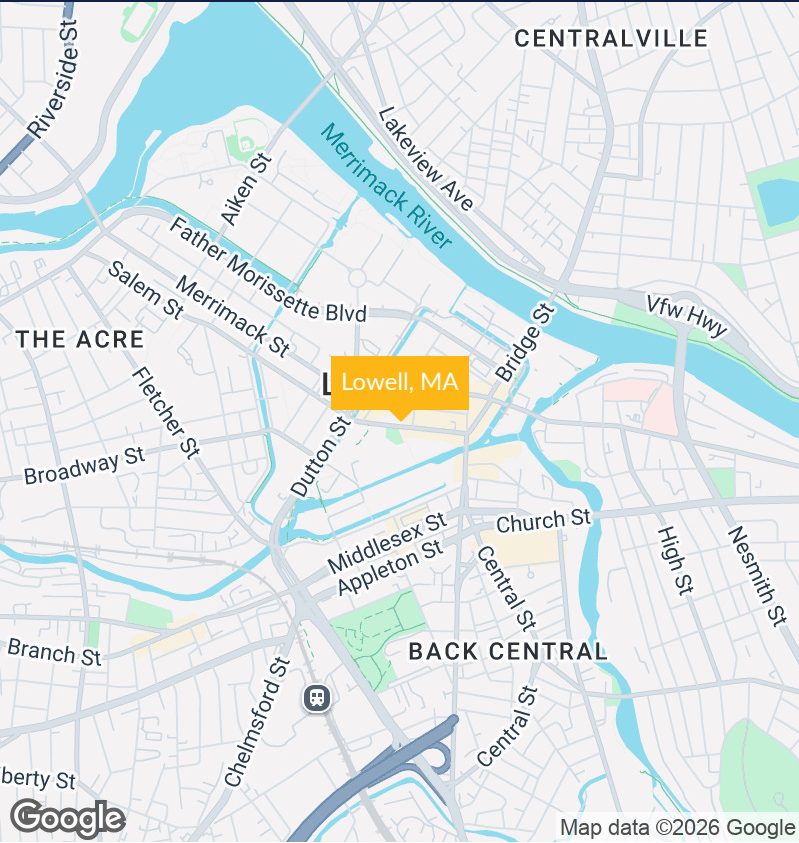 CENTRALVILLE
Riverside St
Lakeview Ave
Merrimack River
Aiken St
Father Morissette Blvd
Salem St
Merrimack St
Vfw Hwy
Bridge St
THE ACRE
L
Lowell, MA
Fletcher St
Dutton St
Broadway St
Church St
Middlesex St
Appleton St
High St
Nesmith St
Central St
Branch St
BACK CENTRAL
Chelmsford St
Central St
iberty St
Google
Map data ©2026 Google